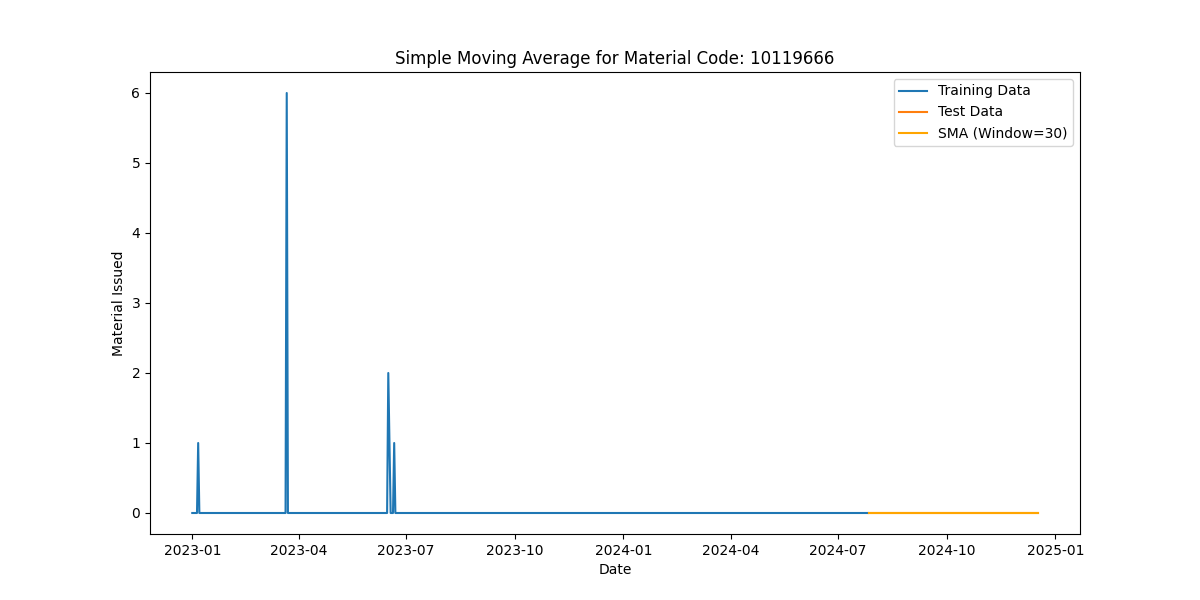 Simple Moving Average for Material Code: 10119666
Training Data
Test Data
SMA (Window=30)
6
5
4
3
2
1
0
Material Issued
2023-01 2023-04 2023-07 2023-10 2024-01 2024-04 2024-07 2024-10 2025-01
Date